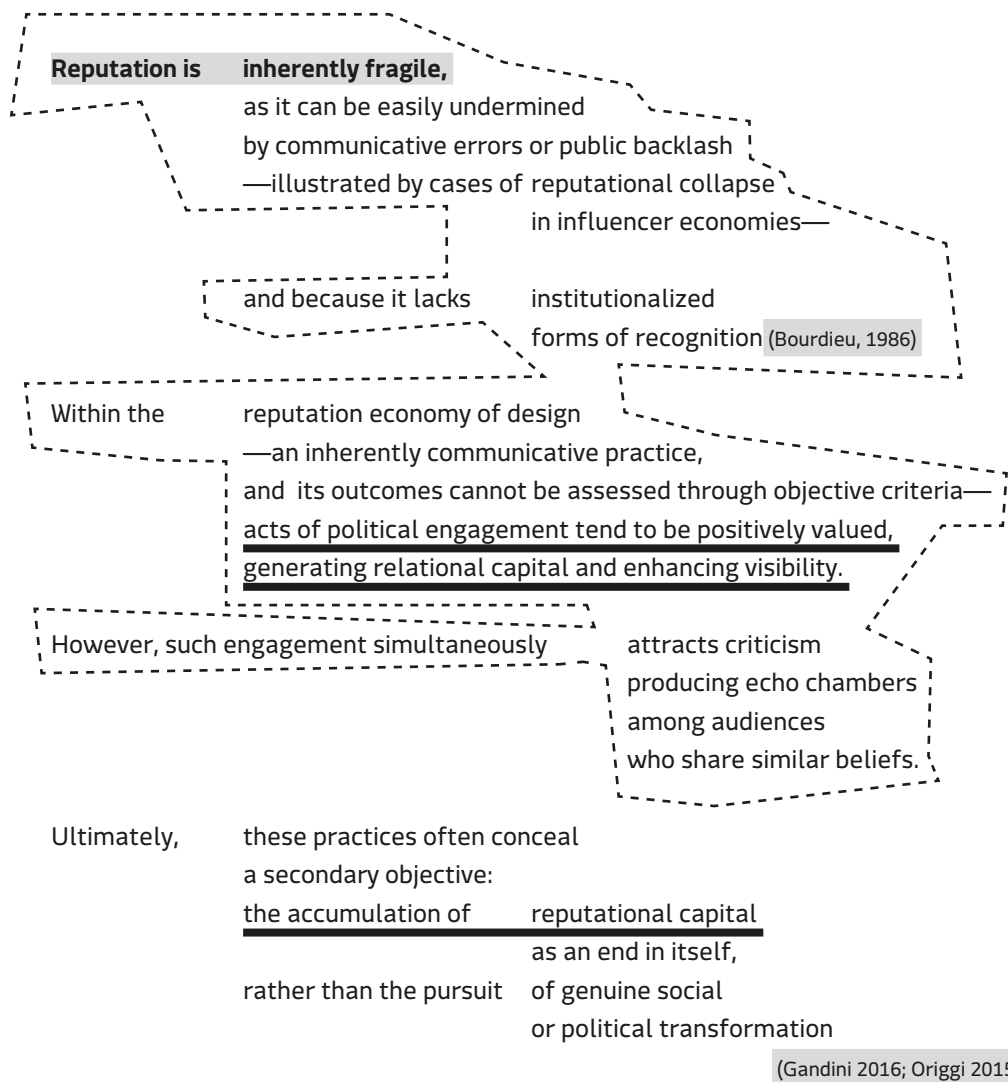 Reputation is inherently fragile,
as it can be easily undermined
by communicative errors or public backlash
—illustrated by cases of reputational collapse
in influencer economies—
and because it lacks institutionalized
forms of recognition (Bourdieu, 1986)
Within the reputation economy of design
—an inherently communicative practice,
and its outcomes cannot be assessed through objective criteria—
acts of political engagement tend to be positively valued,
generating relational capital and enhancing visibility.
However, such engagement simultaneously attracts criticism
producing echo chambers
among audiences
who share similar beliefs.
Ultimately, these practices often conceal
a secondary objective:
the accumulation of reputational capital
as an end in itself,
rather than the pursuit of genuine social
or political transformation
(Gandini 2016; Origgi 2015